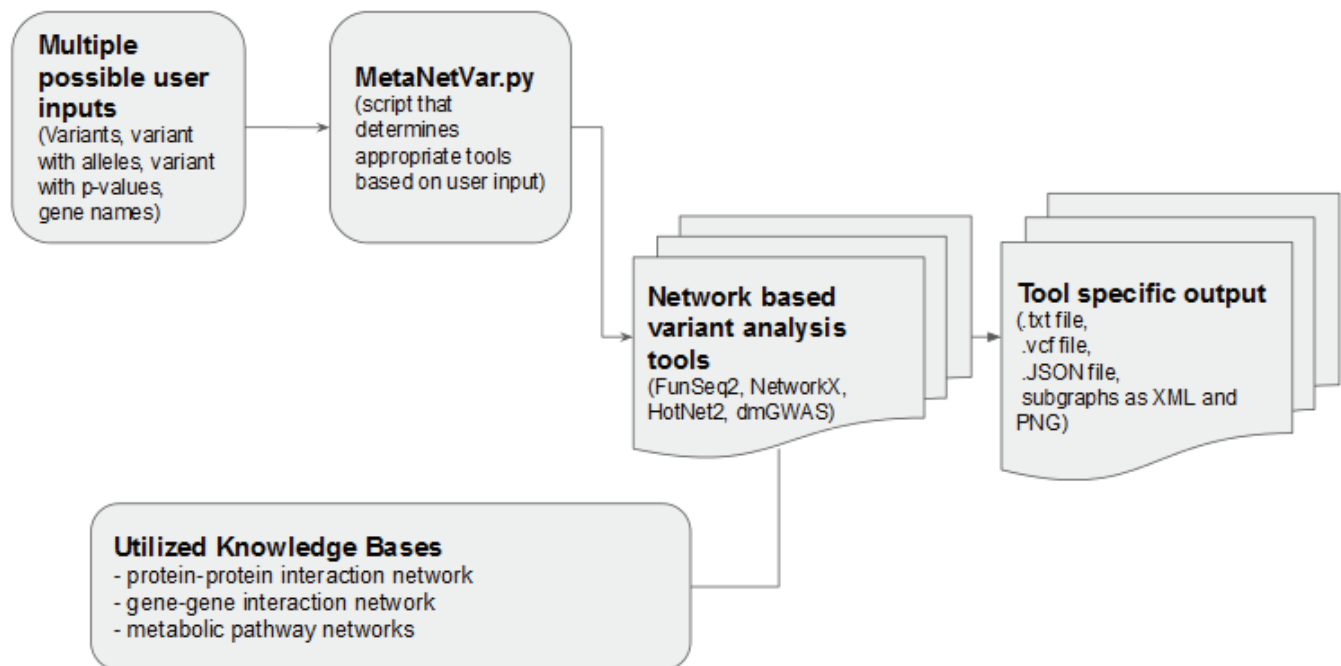 Multiple
possible user
inputs
(Variants, variant
with alleles, variant
with p-values,
gene names)
MetaNetVar.py
(script that
determines
appropriate tools
based on user input)
Network based
variant analysis
tools
(FunSeq2, NetworkX,
HotNet2, dmGWAS)
Tool specific output
(.txt file,
.vcf file,
.JSON file,
subgraphs as XML and
PNG)
Utilized Knowledge Bases
- protein-protein interaction network
- gene-gene interaction network
- metabolic pathway networks